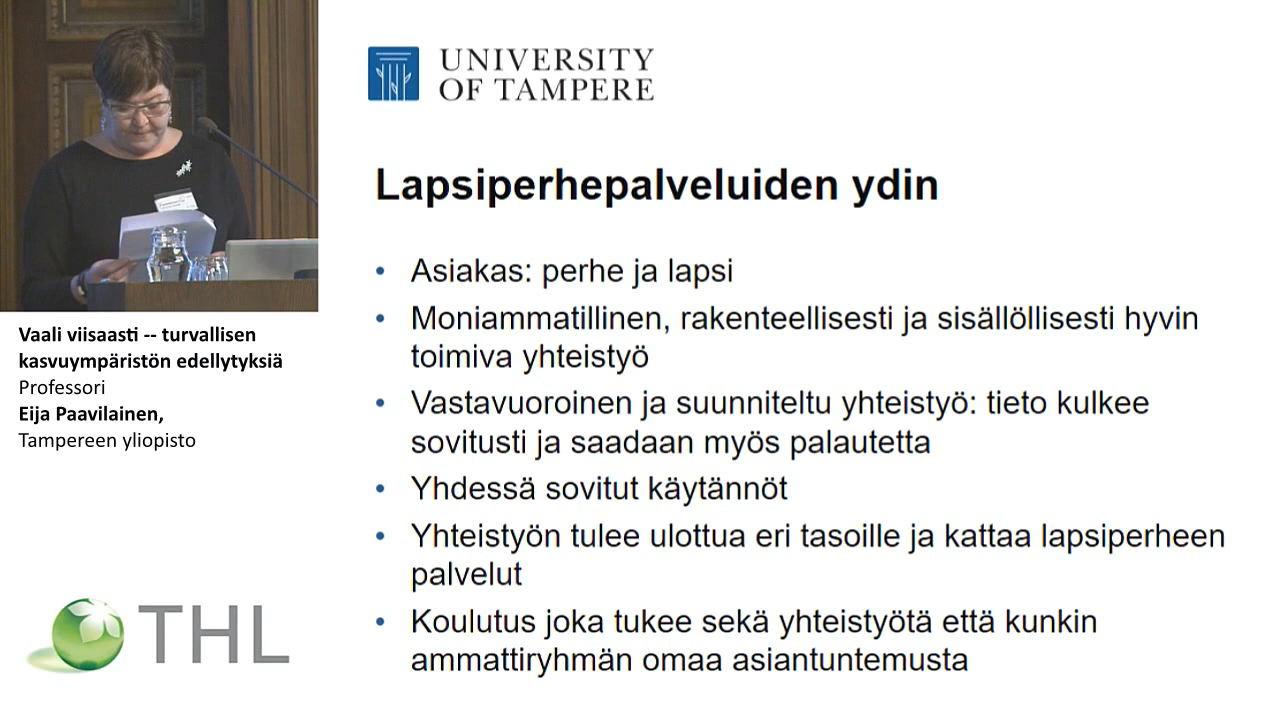 UNIVERSITY
OF TAMPERE
Lapsiperhepalveluiden ydin
• Asiakas: perhe ja lapsi
• Moniammatillinen, rakenteellisesti ja sisällöllisesti hyvin
toimiva yhteistyö
• Vastavuoroinen ja suunniteltu yhteistyö: tieto kulkee
sovitusti ja saadaan myös palautetta
• Yhdessä sovitut käytännöt
• Yhteistyön tulee ulottua eri tasoille ja kattaa lapsiperheen
palvelut
• Koulutus joka tukee sekä yhteistyötä että kunkin
ammattiryhmän omaa asiantuntemusta
Vaali viisaasti -- turvallisen
kasvuympäristön edellytyksiä
Professori
Eija Paavilainen,
Tampereen yliopisto
THL